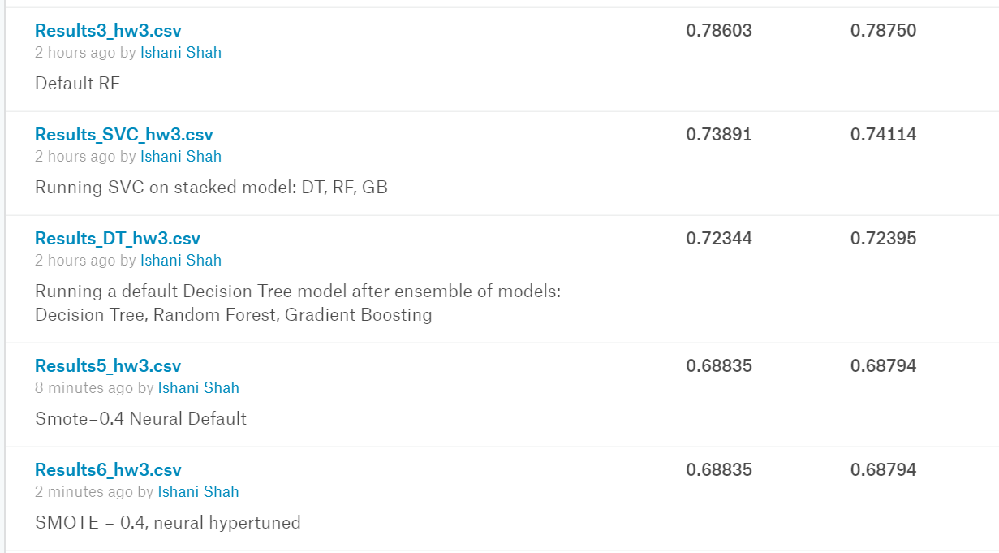 Results3_hw3.csv 0.78603 0.78750
2 hours ago by Ishani Shah
Default RF
Results_SVC_hw3.csv 0.73891 0.74114
2 hours ago by Ishani Shah
Running SVC on stacked model: DT, RF, GB
Results_DT_hw3.csv 0.72344 0.72395
2 hours ago by Ishani Shah
Running a default Decision Tree model after ensemble of models:
Decision Tree, Random Forest, Gradient Boosting
Results5_hw3.csv 0.68835 0.68794
8 minutes ago by Ishani Shah
Smote=0.4 Neural Default
Results6_hw3.csv 0.68835 0.68794
2 minutes ago by Ishani Shah
SMOTE = 0.4, neural hypertuned